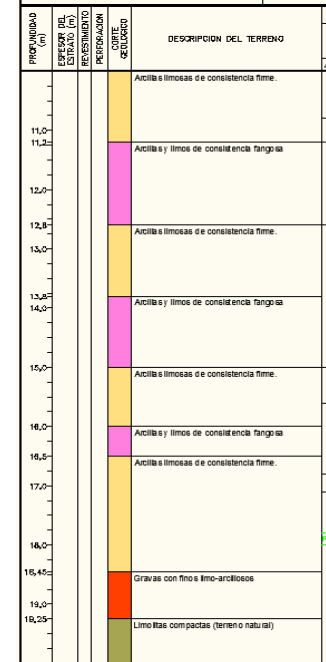 PROFUNDIDAD
(m)
ESPESOR DEL
ESTRATO (m)
REVESTIMIENTO
PERFORACION
CORTE
GEOLOGICO
DESCRIPCION DEL TERRENO
Arcillas limosas de consistencia firme.
11,0
11,2
Arcillas y limos de consistencia fangosa
12,0
12,6
Arcillas limosas de consistencia firme.
13,0
13,8
Arcillas y limos de consistencia fangosa
14,0
15,0
Arcillas limosas de consistencia firme.
16,0
Arcillas y limos de consistencia fangosa
16,5
Arcillas limosas de consistencia firme.
17,0
18,0
18,45
Gravas con finos limo-arcillosos
19,0
19,25
Limolitas compactas (terreno natural)